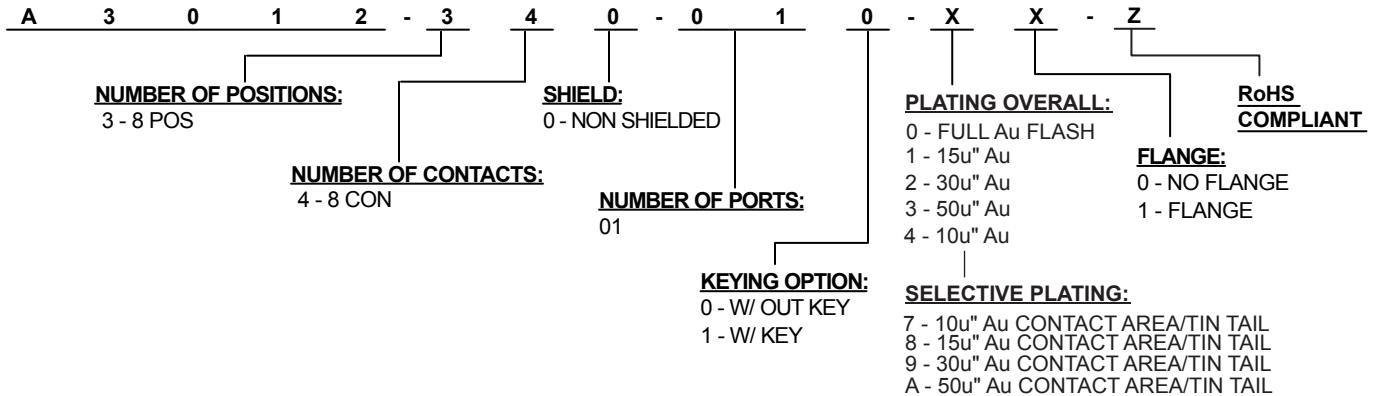 A 3 0 1 2 - 3 4 0 - 0 1 0 - X X - Z
NUMBER OF POSITIONS:
3 - 8 POS
NUMBER OF CONTACTS:
4 - 8 CON
SHIELD:
0 - NON SHIELDED
NUMBER OF PORTS:
01
KEYING OPTION:
0 - W/ OUT KEY
1 - W/ KEY
PLATING OVERALL:
0 - FULL Au FLASH
1 - 15u" Au
2 - 30u" Au
3 - 50u" Au
4 - 10u" Au
SELECTIVE PLATING:
7 - 10u" Au CONTACT AREA/TIN TAIL
8 - 15u" Au CONTACT AREA/TIN TAIL
9 - 30u" Au CONTACT AREA/TIN TAIL
A - 50u" Au CONTACT AREA/TIN TAIL
FLANGE:
0 - NO FLANGE
1 - FLANGE
RoHS
COMPLIANT